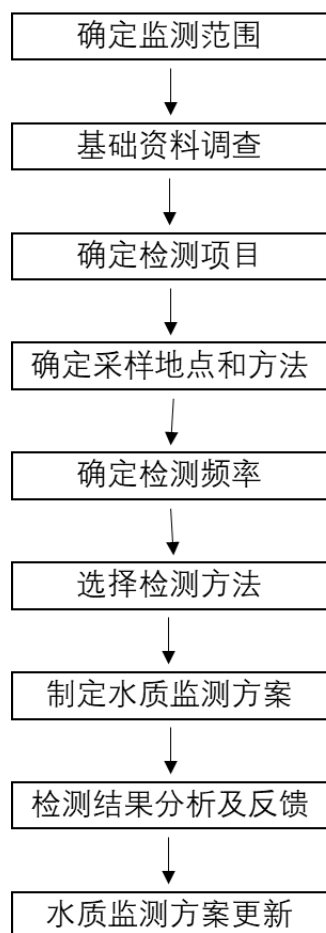 确定监测范围
基础资料调查
确定检测项目
确定采样地点和方法
确定检测频率
选择检测方法
制定水质监测方案
检测结果分析及反馈
水质监测方案更新